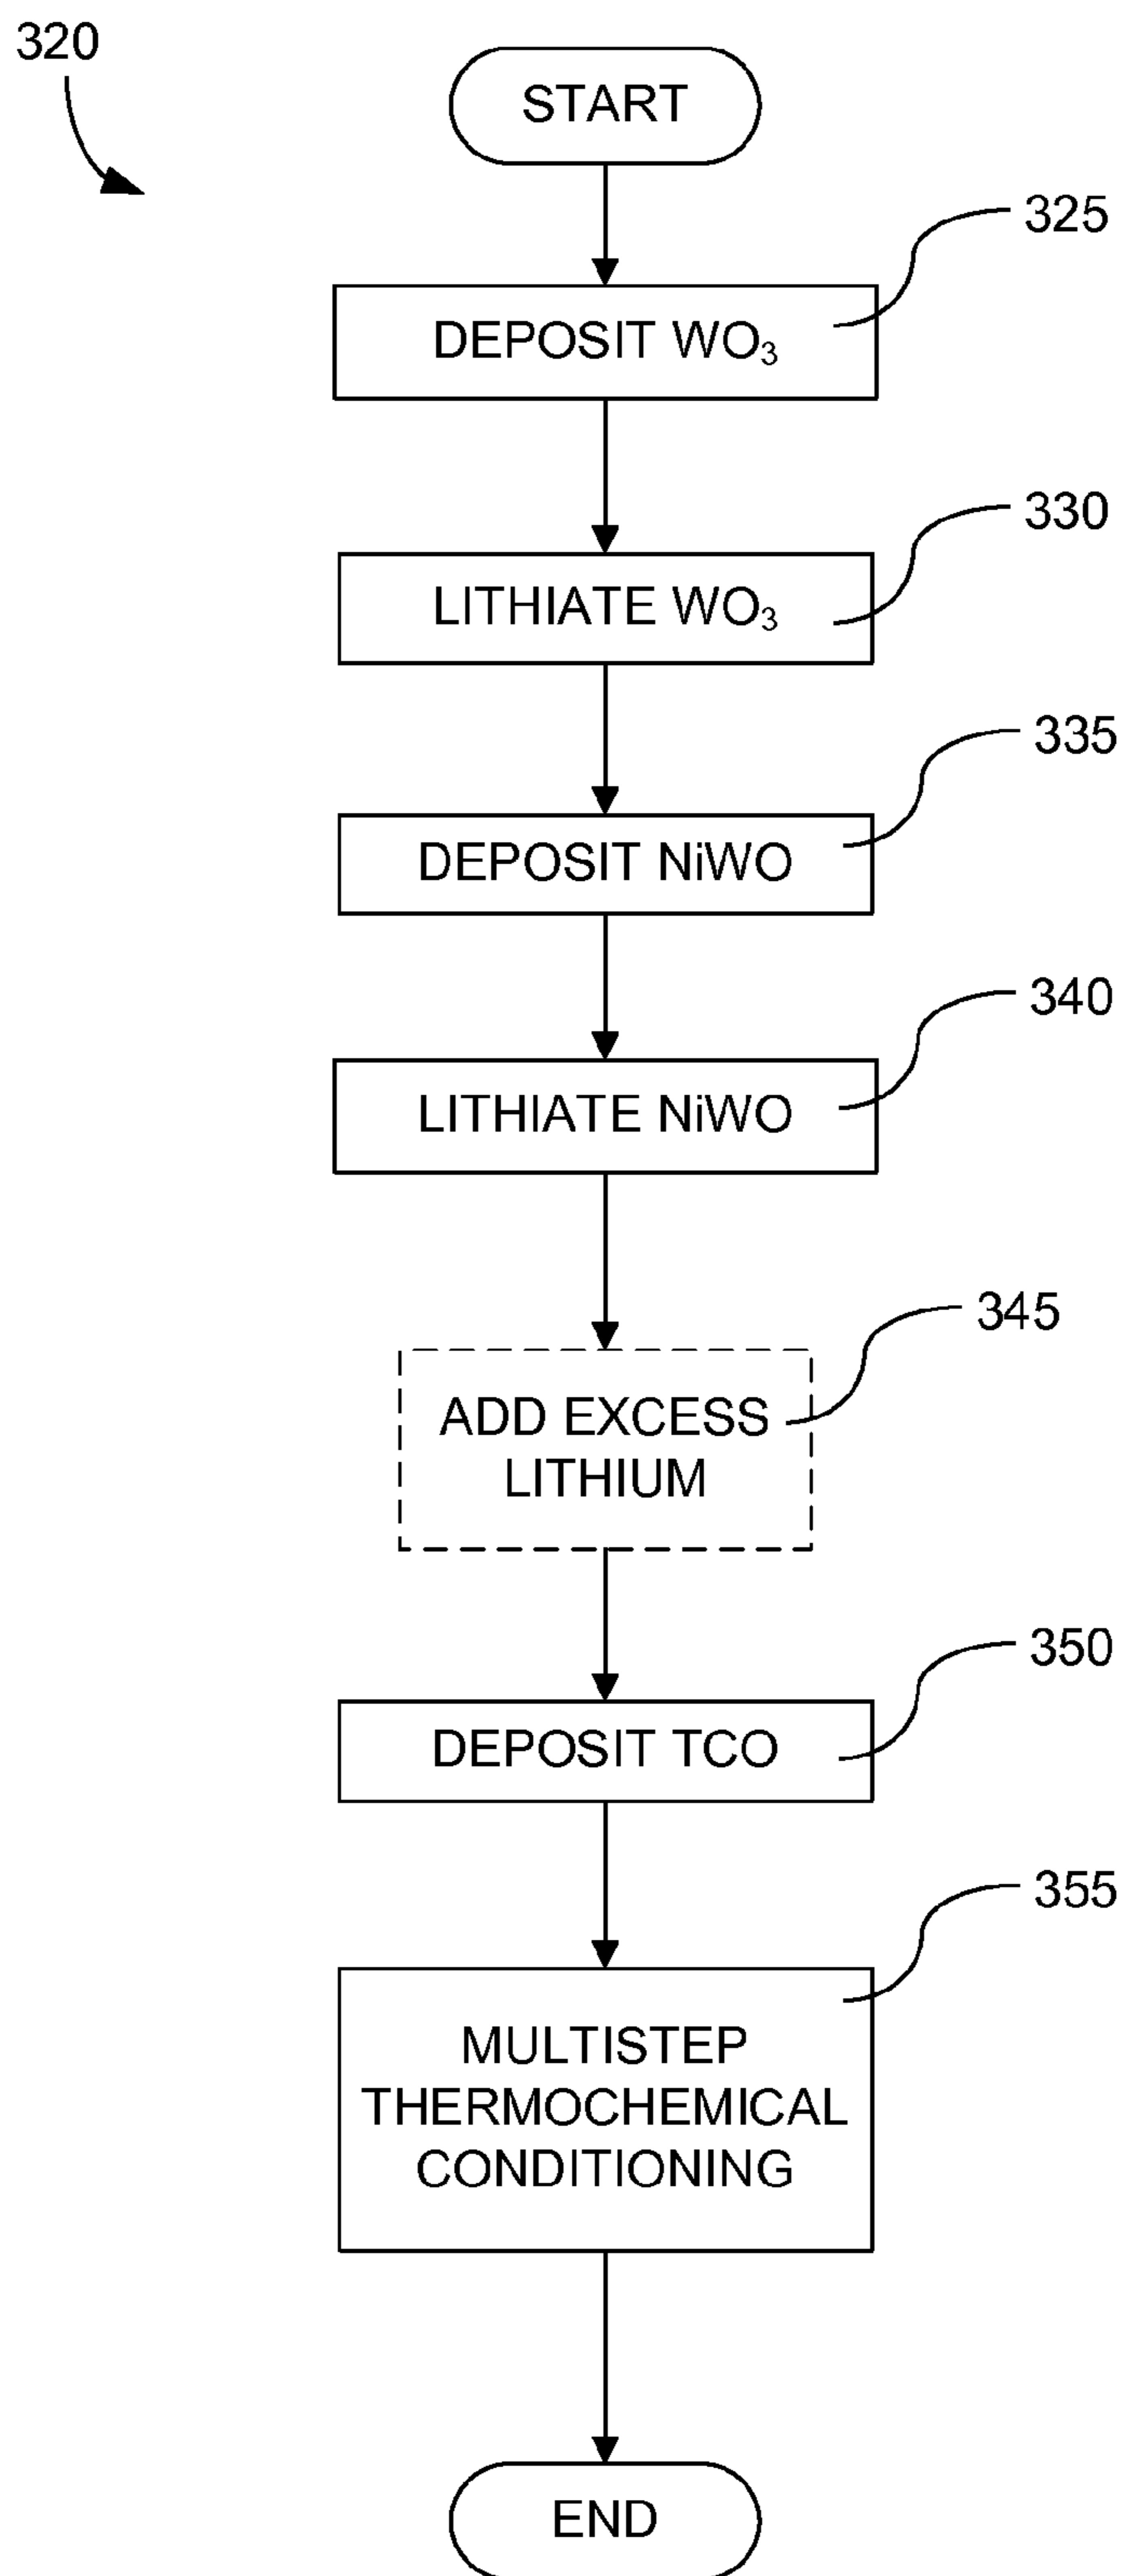 320
START
325
DEPOSIT WO₃
330
LITHIATE WO₃
335
DEPOSIT NiWO
340
LITHIATE NiWO
345
ADD EXCESS
LITHIUM
350
DEPOSIT TCO
355
MULTISTEP
THERMOCHEMICAL
CONDITIONING
END